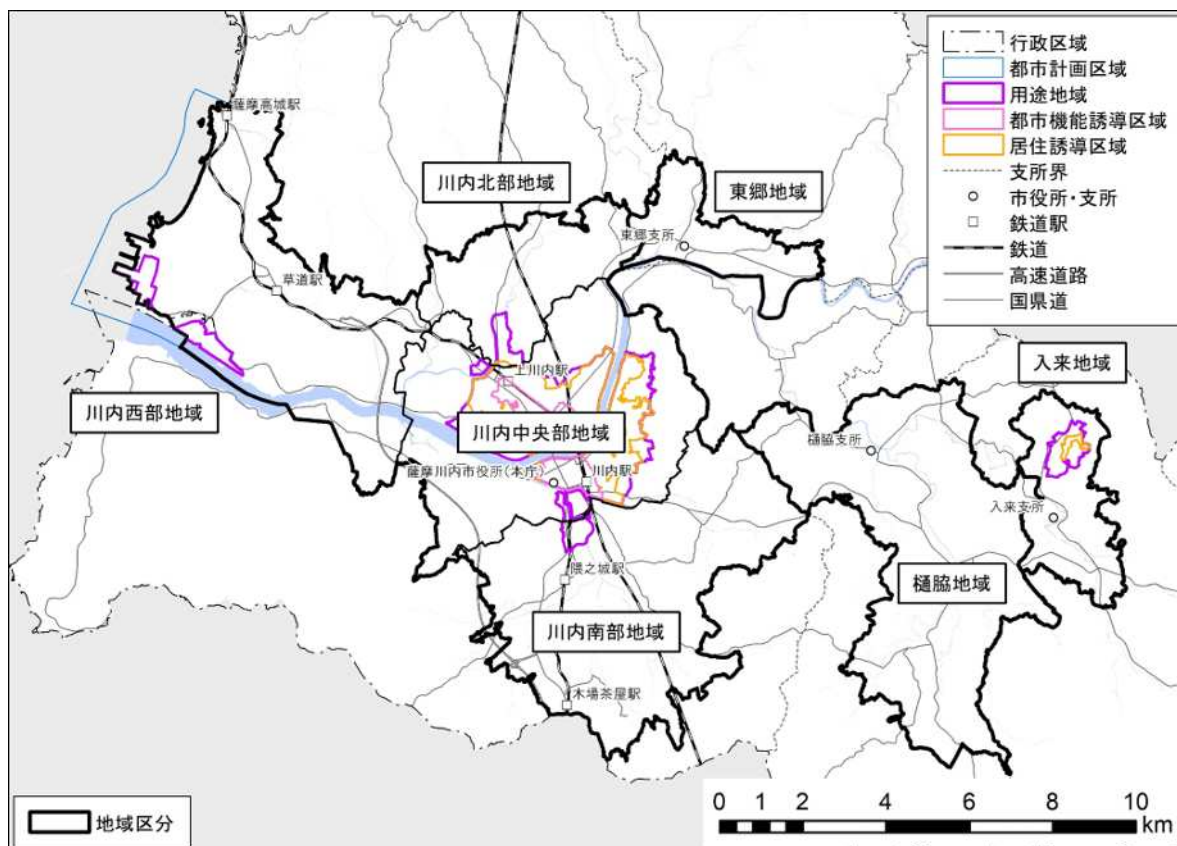 行政区域
都市計画区域
用途地域
都市機能誘導区域
居住誘導区域
支所界
市役所・支所
鉄道駅
鉄道
高速道路
国県道
薩摩高城駅
川内北部地域
東郷地域
東郷支所
草道駅
上川内駅
入来地域
川内西部地域
川内中央部地域
樋脇支所
薩摩川内市役所(本庁)
川内駅
入来支所
隈之城駅
樋脇地域
川内南部地域
木場茶屋駅
地域区分
0 1 2 4 6 8 10
km